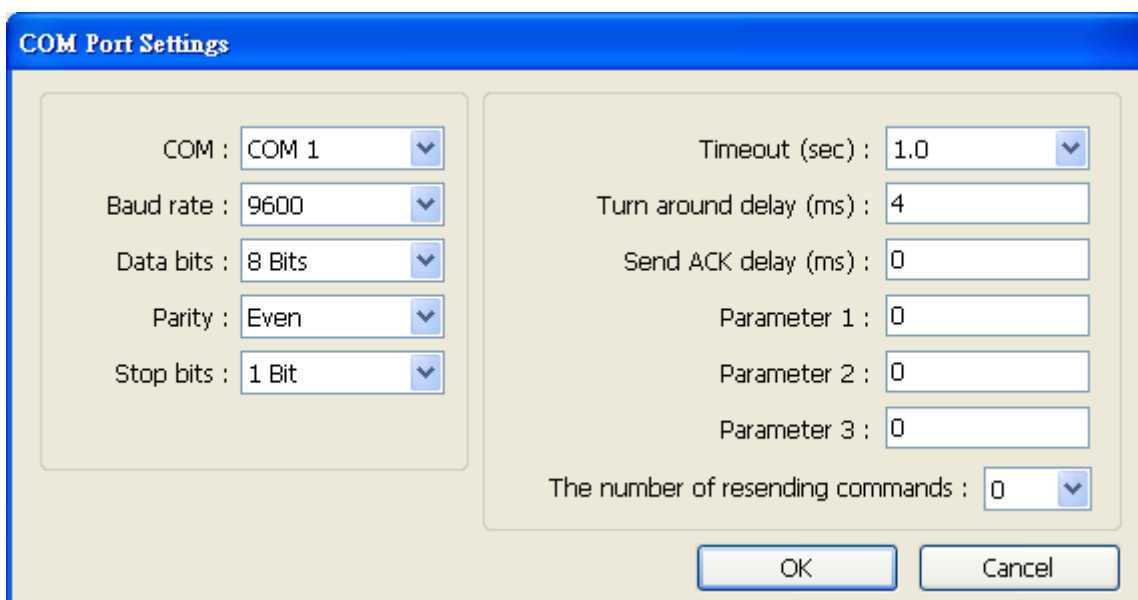 COM Port Settings
COM : COM 1
Baud rate : 9600
Data bits : 8 Bits
Parity : Even
Stop bits : 1 Bit
Timeout (sec) : 1.0
Turn around delay (ms) : 4
Send ACK delay (ms) : 0
Parameter 1 : 0
Parameter 2 : 0
Parameter 3 : 0
The number of resending commands : 0
OK Cancel